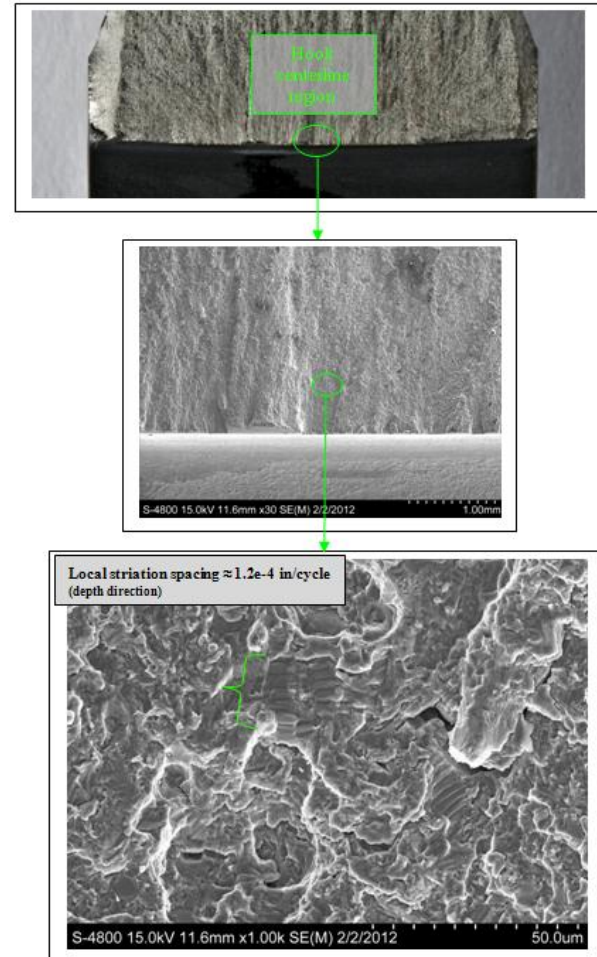 Hook
centerline
region
S-4800 15.0kV 11.6mm x30 SE(M) 2/2/2012 1.00mm
Local striation spacing ≈ 1.2e-4 in/cycle
(depth direction)
S-4800 15.0kV 11.6mm x1.00k SE(M) 2/2/2012 50.0um